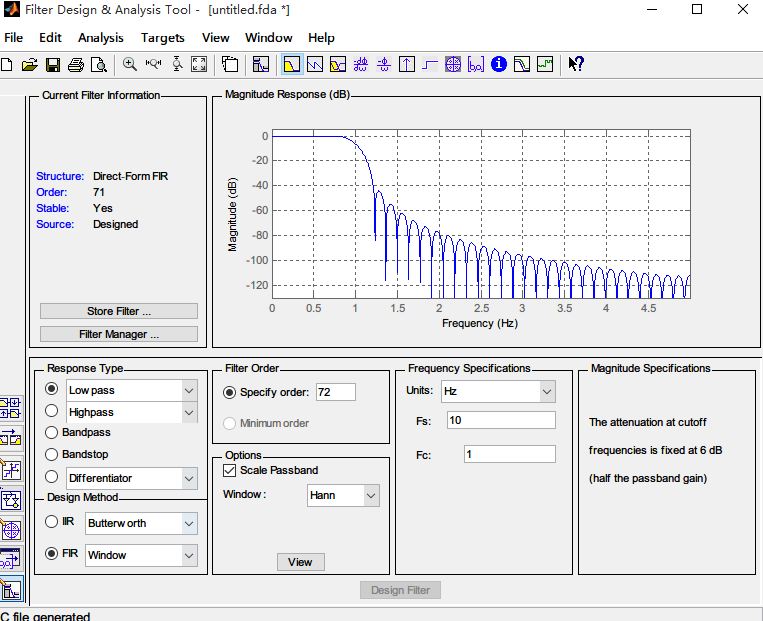 Filter Design & Analysis Tool - [untitled.fda *]
File Edit Analysis Targets View Window Help
Current Filter Information
Structure: Direct-Form FIR
Order: 71
Stable: Yes
Source: Designed
Store Filter ...
Filter Manager ...
Magnitude Response (dB)
0
-20
-40
-60
-80
-100
-120
Magnitude (dB)
0 0.5 1 1.5 2 2.5 3 3.5 4 4.5
Frequency (Hz)
Response Type
Lowpass
Highpass
Bandpass
Bandstop
Differentiator
Design Method
IIR Butterworth
FIR Window
Filter Order
Specify order: 72
Minimum order
Options
Scale Passband
Window : Hann
View
Frequency Specifications
Units: Hz
Fs: 10
Fc: 1
Magnitude Specifications
The attenuation at cutoff
frequencies is fixed at 6 dB
(half the passband gain)
Design Filter
C file generated